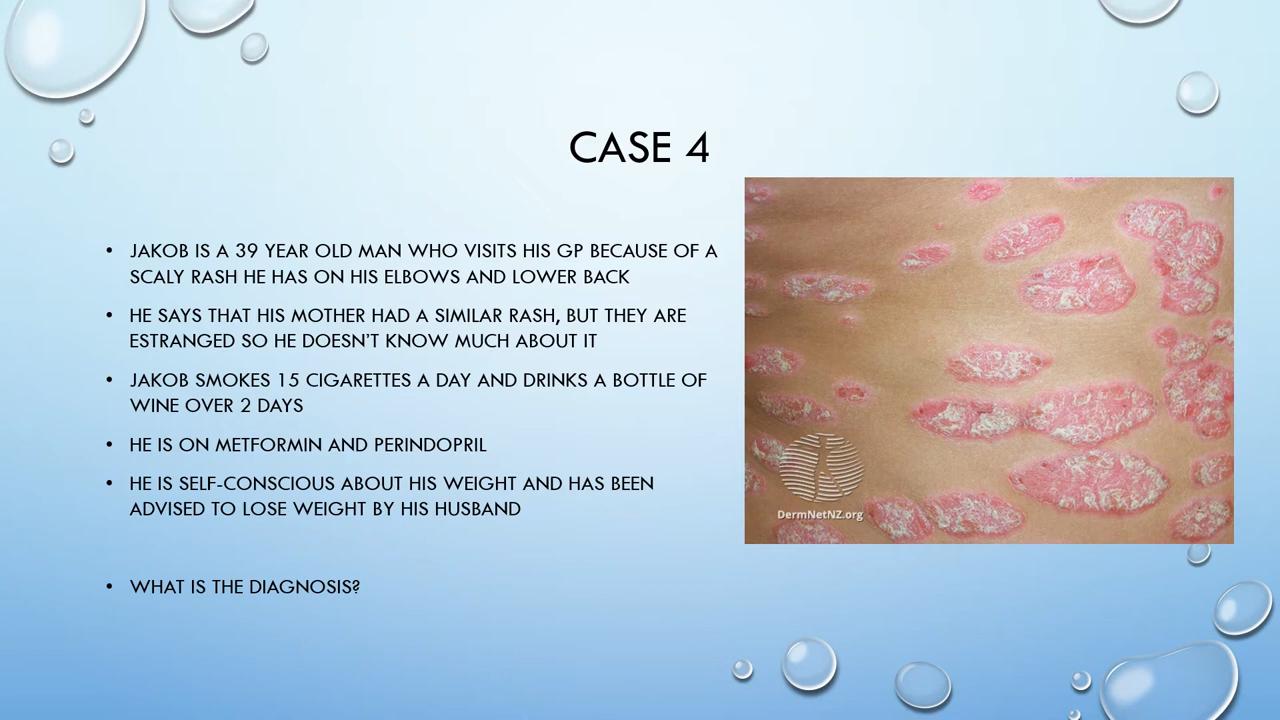 CASE 4
• JAKOB IS A 39 YEAR OLD MAN WHO VISITS HIS GP BECAUSE OF A
SCALY RASH HE HAS ON HIS ELBOWS AND LOWER BACK
• HE SAYS THAT HIS MOTHER HAD A SIMILAR RASH, BUT THEY ARE
ESTRANGED SO HE DOESN'T KNOW MUCH ABOUT IT
• JAKOB SMOKES 15 CIGARETTES A DAY AND DRINKS A BOTTLE OF
WINE OVER 2 DAYS
• HE IS ON METFORMIN AND PERINDOPRIL
• HE IS SELF-CONSCIOUS ABOUT HIS WEIGHT AND HAS BEEN
ADVISED TO LOSE WEIGHT BY HIS HUSBAND
• WHAT IS THE DIAGNOSIS?
DermNetNZ.org